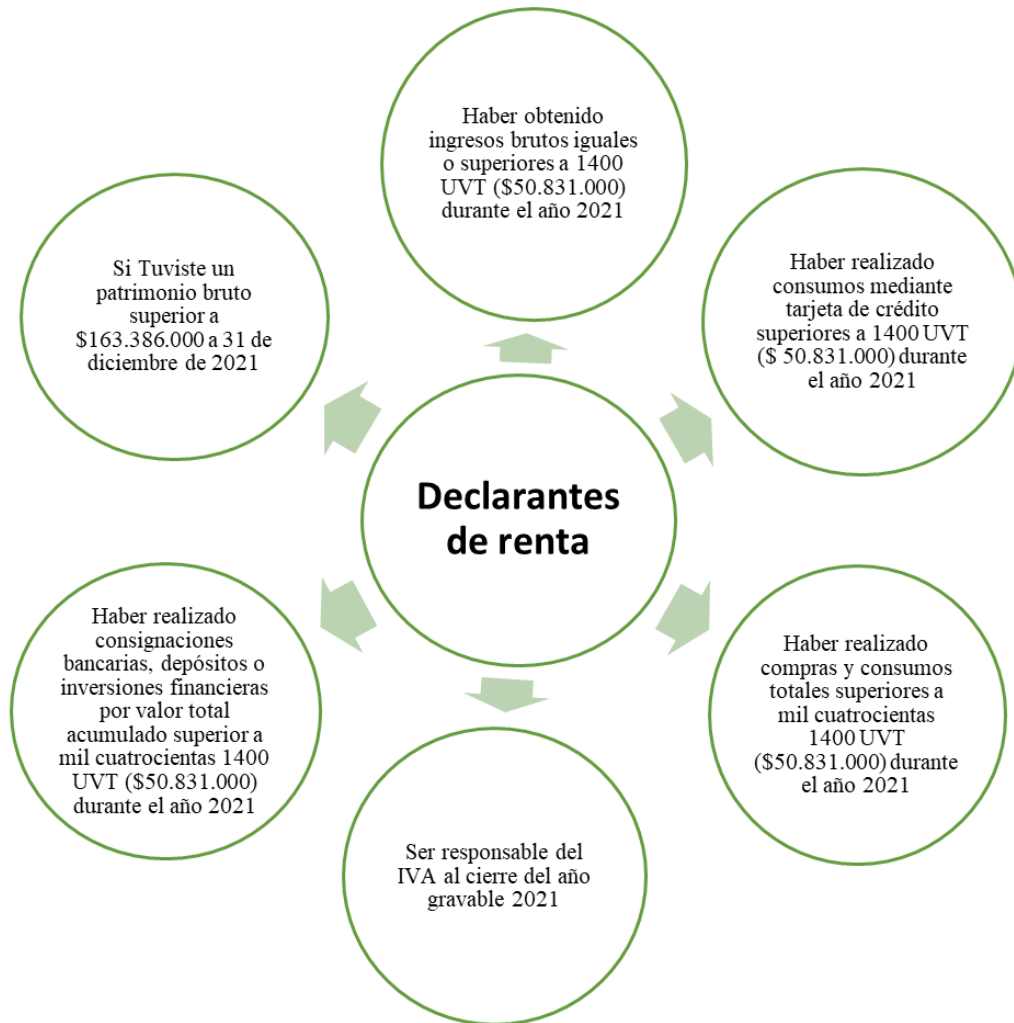 Haber obtenido
ingresos brutos iguales
o superiores a 1400
UVT ($50.831.000)
durante el año 2021
Haber realizado
consumos mediante
tarjeta de crédito
superiores a 1400 UVT
($ 50.831.000) durante
el año 2021
Haber realizado
compras y consumos
totales superiores a
mil cuatrocientas
1400 UVT
($50.831.000) durante
el año 2021
Ser responsable del
IVA al cierre del año
gravable 2021
Haber realizado
consignaciones
bancarias, depósitos o
inversiones financieras
por valor total
acumulado superior a
mil cuatrocientas 1400
UVT ($50.831.000)
durante el año 2021
Si Tuviste un
patrimonio bruto
superior a
$163.386.000 a 31 de
diciembre de 2021
Declarantes
de renta